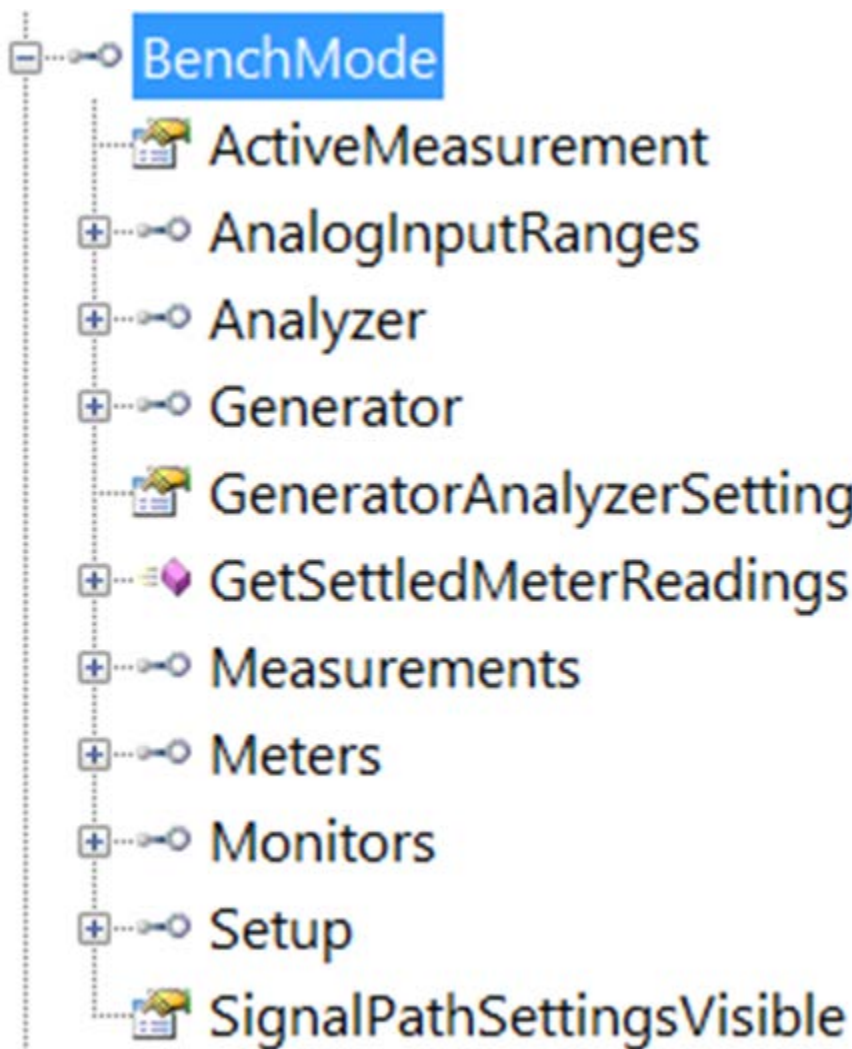 BenchMode
ActiveMeasurement
AnalogInputRanges
Analyzer
Generator
GeneratorAnalyzerSetting
GetSettledMeterReadings
Measurements
Meters
Monitors
Setup
SignalPathSettingsVisible